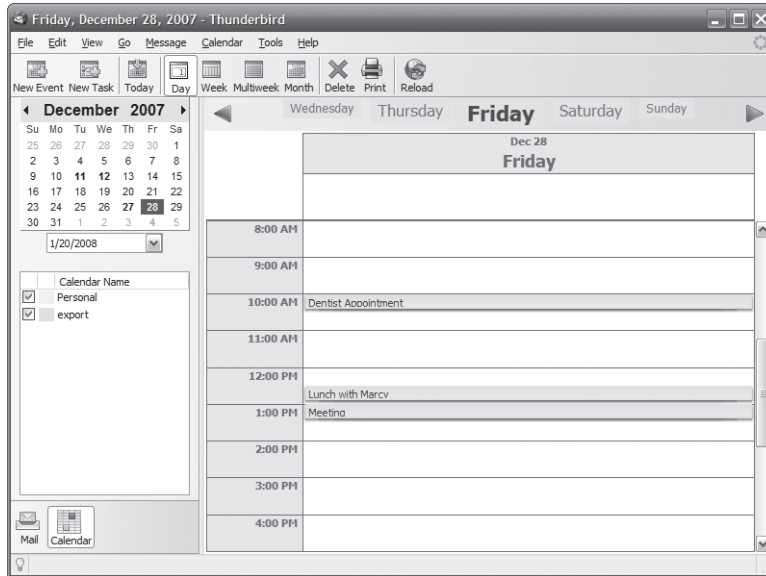 Friday, December 28, 2007 - Thunderbird
File Edit View Go Message Calendar Tools Help
New Event New Task Today Day Week Multiweek Month Delete Print Reload
December 2007
Su Mo Tu We Th Fr Sa
25 26 27 28 29 30 1
2 3 4 5 6 7 8
9 10 11 12 13 14 15
16 17 18 19 20 21 22
23 24 25 26 27 28 29
30 31 1 2 3 4 5
1/20/2008
Calendar Name
Personal
export
Mail Calendar
Wednesday Thursday Friday Saturday Sunday
Dec 28
Friday
8:00 AM
9:00 AM
10:00 AM Dentist Appointment
11:00 AM
12:00 PM
Lunch with Marcy
1:00 PM Meeting
2:00 PM
3:00 PM
4:00 PM